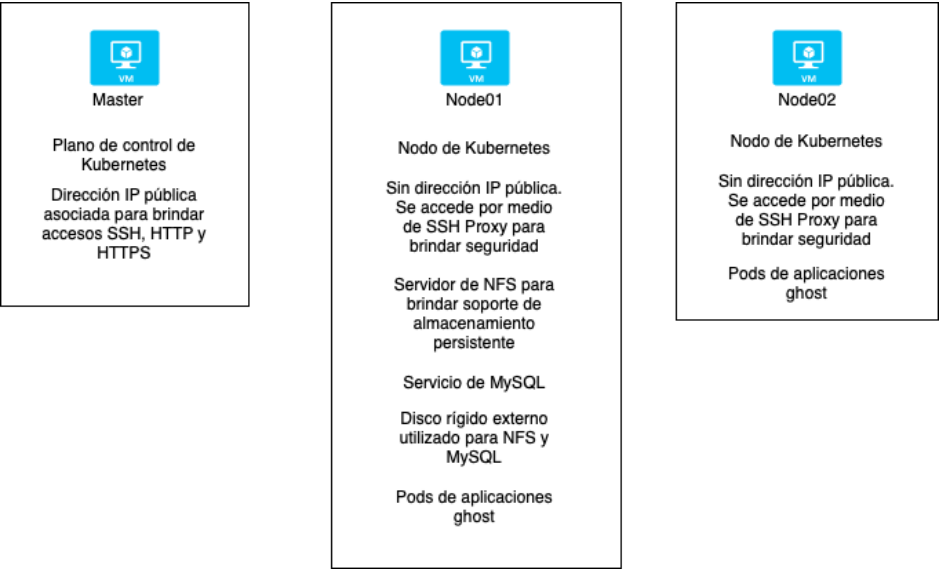 VM
Master
Plano de control de
Kubernetes
Dirección IP pública
asociada para brindar
accesos SSH, HTTP y
HTTPS
VM
Node01
Nodo de Kubernetes
Sin dirección IP pública.
Se accede por medio
de SSH Proxy para
brindar seguridad
Servidor de NFS para
brindar soporte de
almacenamiento
persistente
Servicio de MySQL
Disco rígido externo
utilizado para NFS y
MySQL
Pods de aplicaciones
ghost
VM
Node02
Nodo de Kubernetes
Sin dirección IP pública.
Se accede por medio
de SSH Proxy para
brindar seguridad
Pods de aplicaciones
ghost